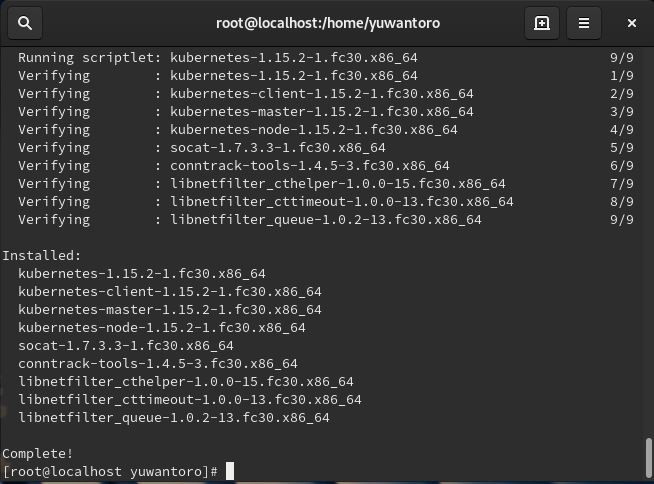 root@localhost:/home/yuwantoro
Running scriptlet: kubernetes-1.15.2-1.fc30.x86_64 9/9
Verifying : kubernetes-1.15.2-1.fc30.x86_64 1/9
Verifying : kubernetes-client-1.15.2-1.fc30.x86_64 2/9
Verifying : kubernetes-master-1.15.2-1.fc30.x86_64 3/9
Verifying : kubernetes-node-1.15.2-1.fc30.x86_64 4/9
Verifying : socat-1.7.3.3-1.fc30.x86_64 5/9
Verifying : conntrack-tools-1.4.5-3.fc30.x86_64 6/9
Verifying : libnetfilter_cthelper-1.0.0-15.fc30.x86_64 7/9
Verifying : libnetfilter_cttimeout-1.0.0-13.fc30.x86_64 8/9
Verifying : libnetfilter_queue-1.0.2-13.fc30.x86_64 9/9
Installed:
kubernetes-1.15.2-1.fc30.x86_64
kubernetes-client-1.15.2-1.fc30.x86_64
kubernetes-master-1.15.2-1.fc30.x86_64
kubernetes-node-1.15.2-1.fc30.x86_64
socat-1.7.3.3-1.fc30.x86_64
conntrack-tools-1.4.5-3.fc30.x86_64
libnetfilter_cthelper-1.0.0-15.fc30.x86_64
libnetfilter_cttimeout-1.0.0-13.fc30.x86_64
libnetfilter_queue-1.0.2-13.fc30.x86_64
Complete!
[root@localhost yuwantoro]#